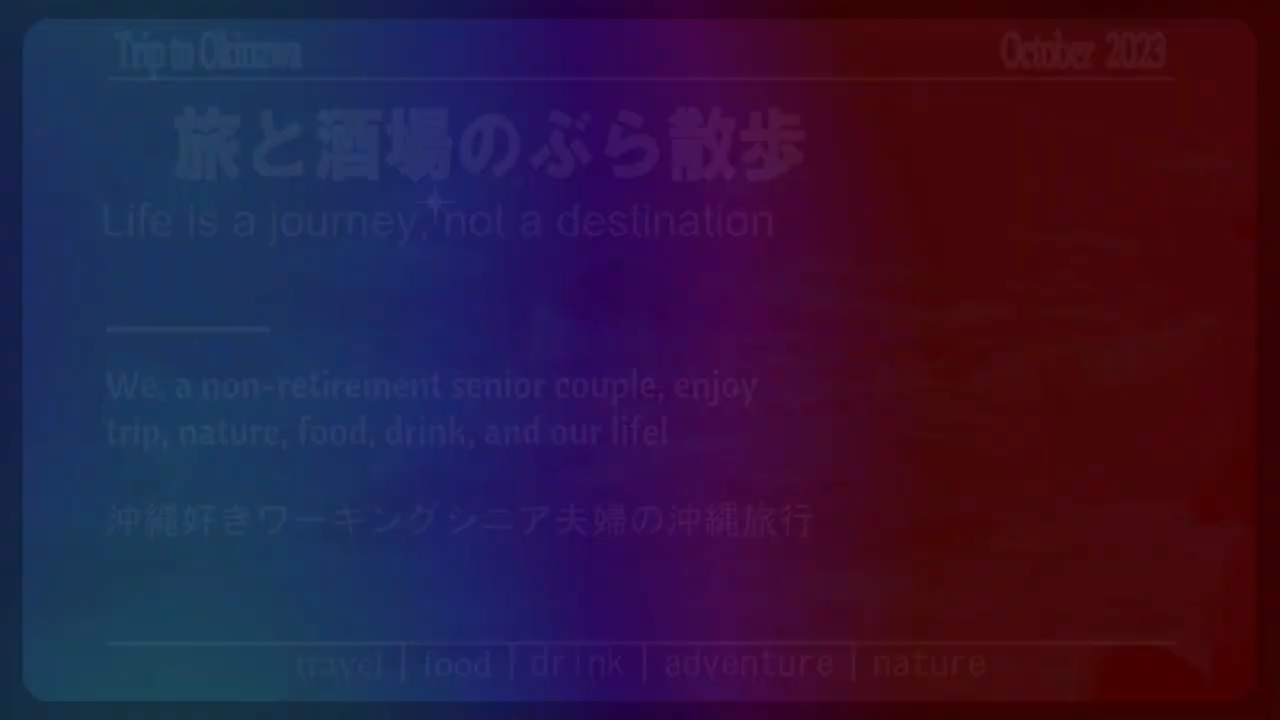 Trip to Okinawa
October 2023
旅と酒場のぶら散歩
Life is a journey, not a destination
We, a non-retirement senior couple, enjoy
trip, nature, food, drink, and our life!
沖縄好きワーキングシニア夫婦の沖縄旅行
travel | food | drink | adventure | nature